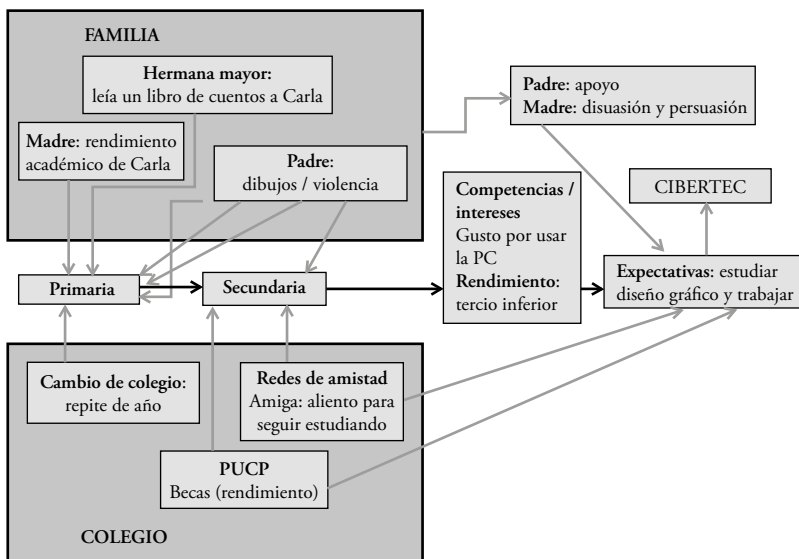 FAMILIA
Hermana mayor:
leía un libro de cuentos a Carla
Madre: rendimiento
académico de Carla
Padre:
dibujos / violencia
Padre: apoyo
Madre: disuasión y persuasión
Competencias /
intereses
Gusto por usar
la PC
Rendimiento:
tercio inferior
CIBERTEC
Primaria
Secundaria
Expectativas: estudiar
diseño gráfico y trabajar
Cambio de colegio:
repite de año
Redes de amistad
Amiga: aliento para
seguir estudiando
PUCP
Becas (rendimiento)
COLEGIO